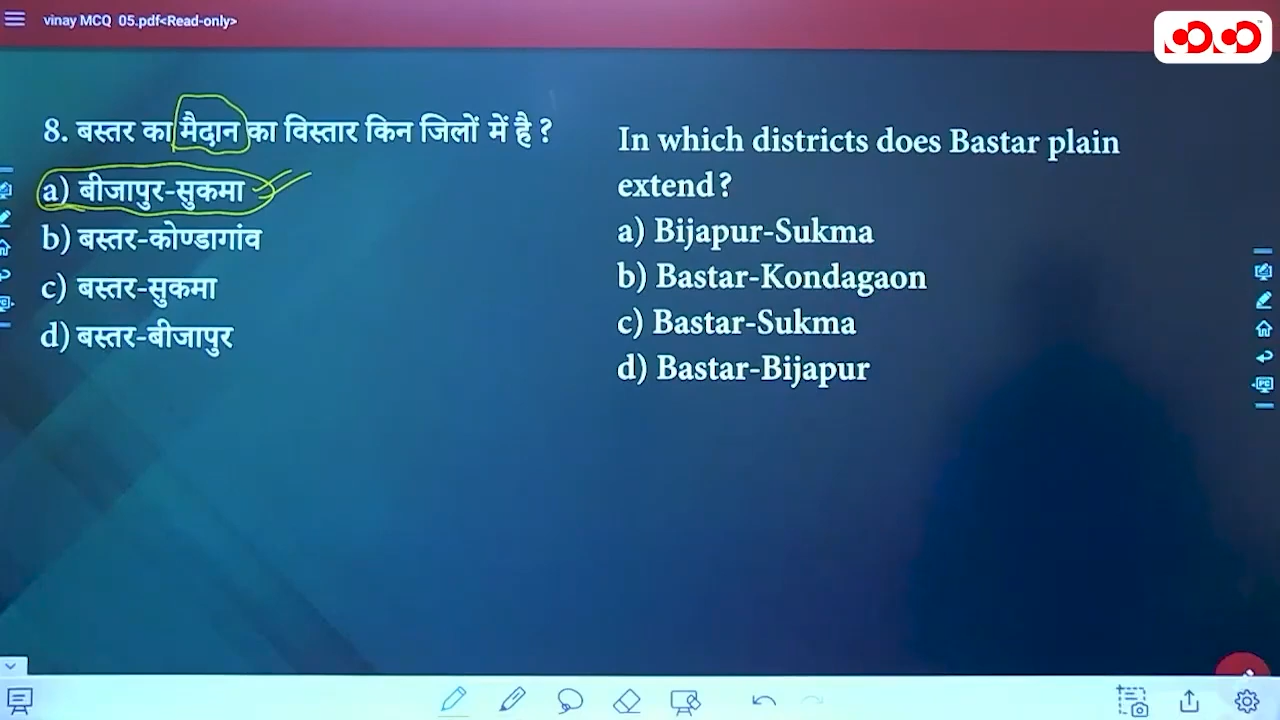 vinay MCQ 05.pdf<Read-only>
8. बस्तर का मैदान का विस्तार किन जिलों में है ?
a) बीजापुर-सुकमा
b) बस्तर-कोण्डागांव
c) बस्तर-सुकमा
d) बस्तर-बीजापुर
In which districts does Bastar plain
extend?
a) Bijapur-Sukma
b) Bastar-Kondagaon
c) Bastar-Sukma
d) Bastar-Bijapur
PC